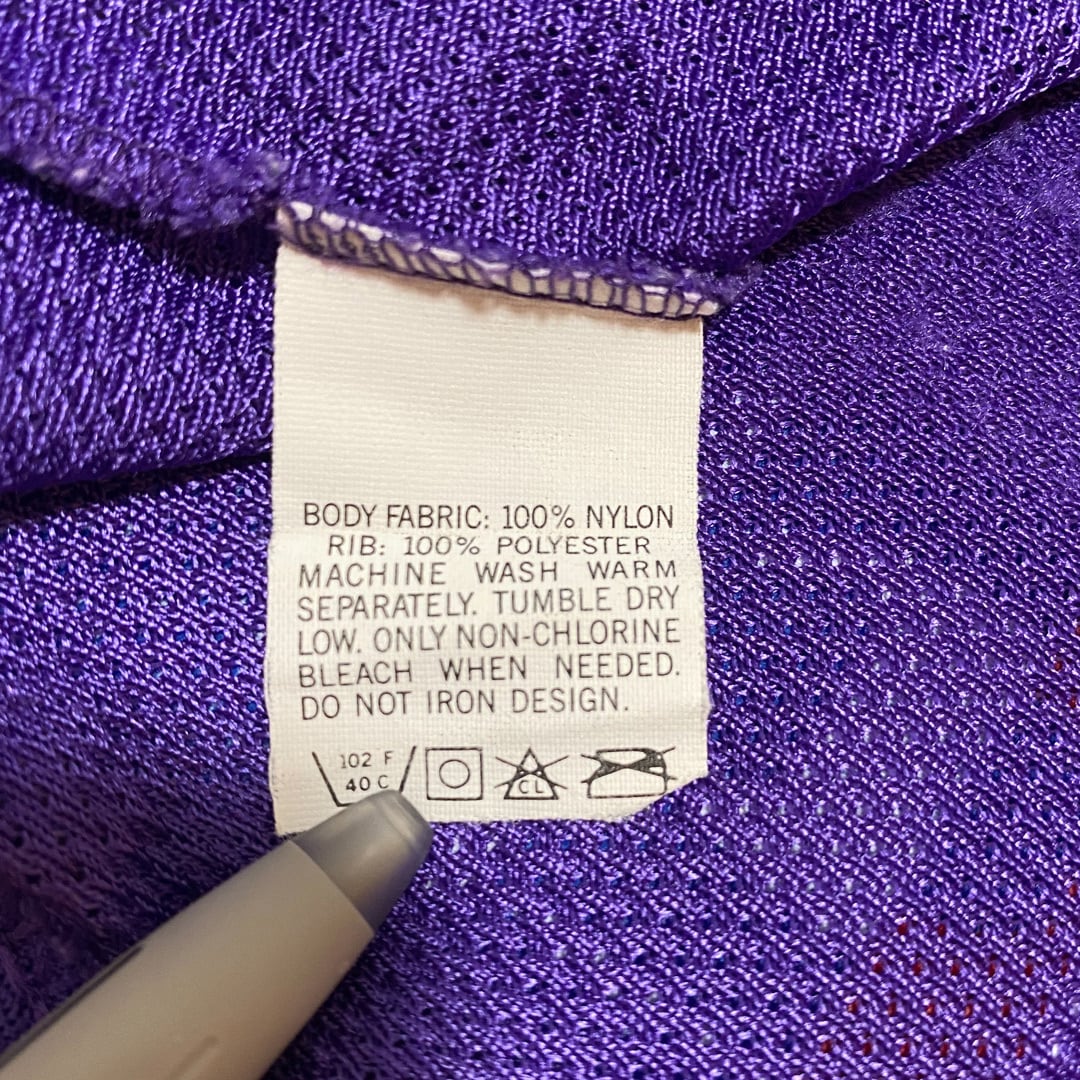 BODY FABRIC: 100% NYLON
RIB: 100% POLYESTER
MACHINE WASH WARM
SEPARATELY. TUMBLE DRY
LOW. ONLY NON-CHLORINE
BLEACH WHEN NEEDED.
DO NOT IRON DESIGN.
102 F
40 C
CL